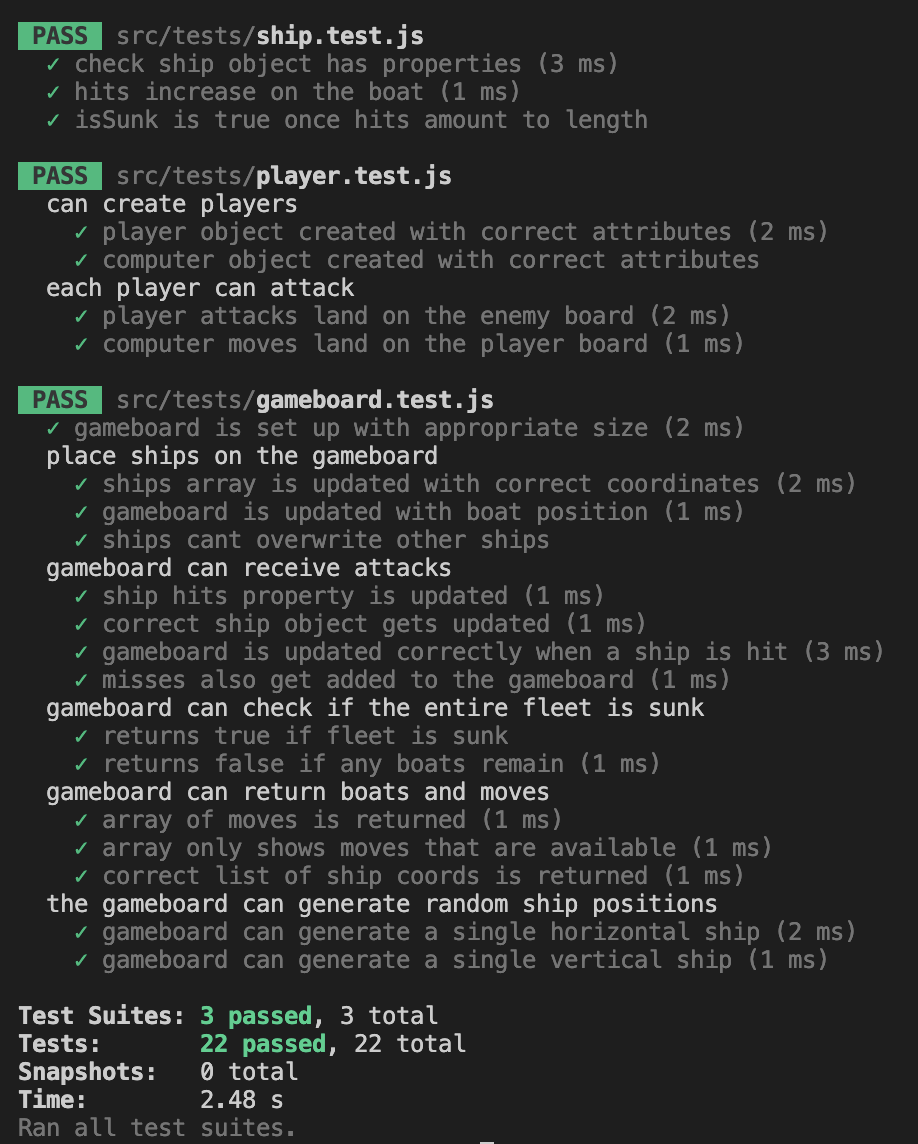 PASS src/tests/ship.test.js
✓ check ship object has properties (3 ms)
✓ hits increase on the boat (1 ms)
✓ isSunk is true once hits amount to length
PASS src/tests/player.test.js
can create players
✓ player object created with correct attributes (2 ms)
✓ computer object created with correct attributes
each player can attack
✓ player attacks land on the enemy board (2 ms)
✓ computer moves land on the player board (1 ms)
PASS src/tests/gameboard.test.js
✓ gameboard is set up with appropriate size (2 ms)
place ships on the gameboard
✓ ships array is updated with correct coordinates (2 ms)
✓ gameboard is updated with boat position (1 ms)
✓ ships cant overwrite other ships
gameboard can receive attacks
✓ ship hits property is updated (1 ms)
✓ correct ship object gets updated (1 ms)
✓ gameboard is updated correctly when a ship is hit (3 ms)
✓ misses also get added to the gameboard (1 ms)
gameboard can check if the entire fleet is sunk
✓ returns true if fleet is sunk
✓ returns false if any boats remain (1 ms)
gameboard can return boats and moves
✓ array of moves is returned (1 ms)
✓ array only shows moves that are available (1 ms)
✓ correct list of ship coords is returned (1 ms)
the gameboard can generate random ship positions
✓ gameboard can generate a single horizontal ship (2 ms)
✓ gameboard can generate a single vertical ship (1 ms)
Test Suites: 3 passed, 3 total
Tests: 22 passed, 22 total
Snapshots: 0 total
Time: 2.48 s
Ran all test suites.